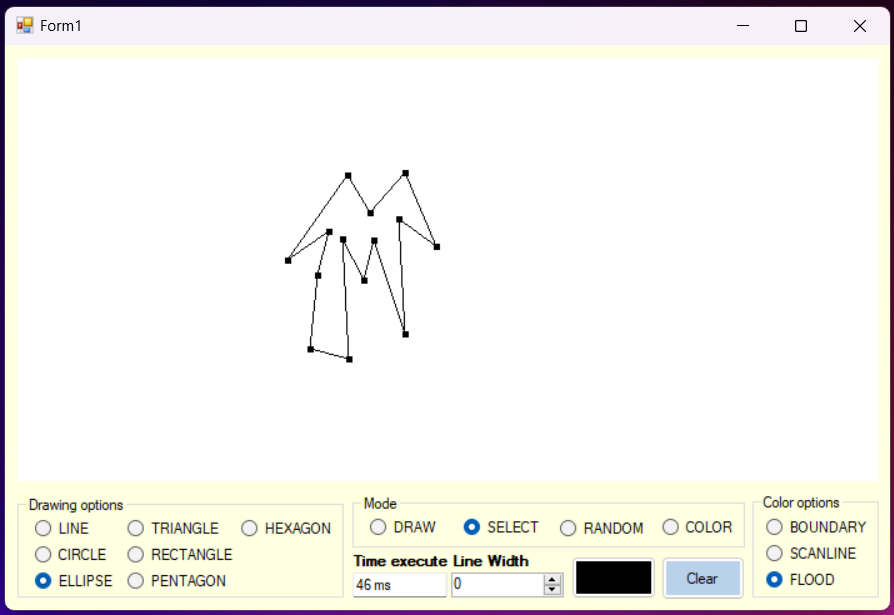 Form1
Drawing options
LINE TRIANGLE HEXAGON
CIRCLE RECTANGLE
ELLIPSE PENTAGON
Mode
DRAW SELECT RANDOM COLOR
Time execute Line Width
46 ms 0
Clear
Color options
BOUNDARY
SCANLINE
FLOOD